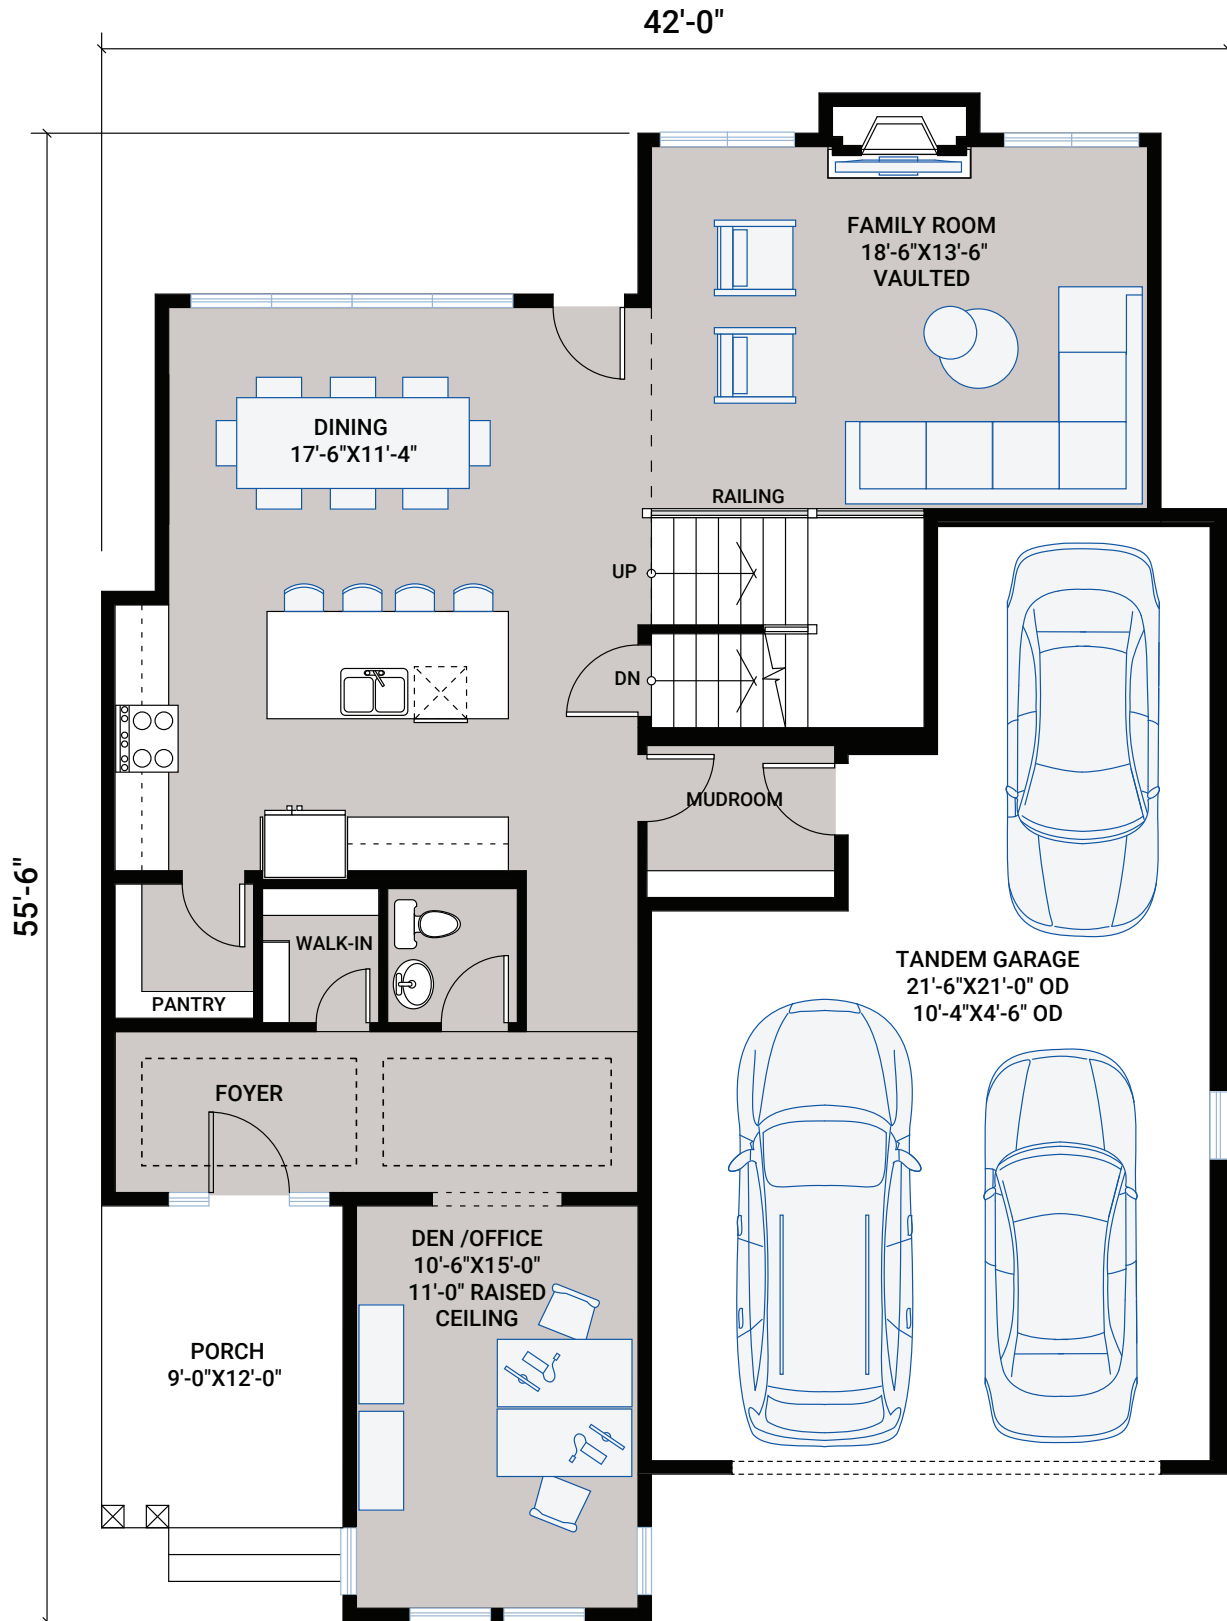 42'-0"
FAMILY ROOM
18'-6"X13'-6"
VAULTED
DINING
17'-6"X11'-4"
RAILING
UP
DN
MUDROOM
55'-6"
WALK-IN
PANTRY
TANDEM GARAGE
21'-6"X21'-0" OD
10'-4"X4'-6" OD
FOYER
DEN /OFFICE
10'-6"X15'-0"
11'-0" RAISED
CEILING
PORCH
9'-0"X12'-0"